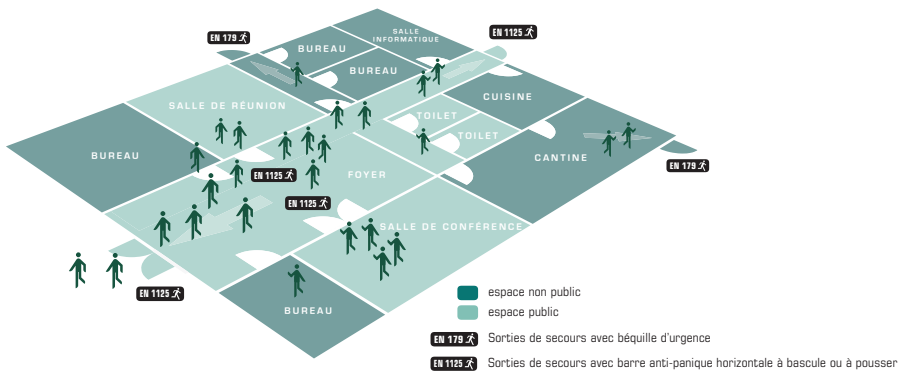 EN 179
EN 1125
SALLE
INFORMATIQUE
BUREAU
BUREAU
CUISINE
SALLE DE RÉUNION
TOILET
TOILET
BUREAU
CANTINE
EN 179
EN 1125
FOYER
EN 1125
SALLE DE CONFÉRENCE
EN 1125
BUREAU
espace non public
espace public
EN 179 Sorties de secours avec béquille d'urgence
EN 1125 Sorties de secours avec barre anti-panique horizontale à bascule ou à pousser